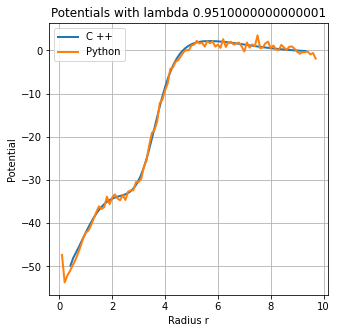 Potentials with lambda 0.9510000000000001
C ++
Python
0
−10
−20
−30
−40
−50
Potential
0 2 4 6 8 10
Radius r